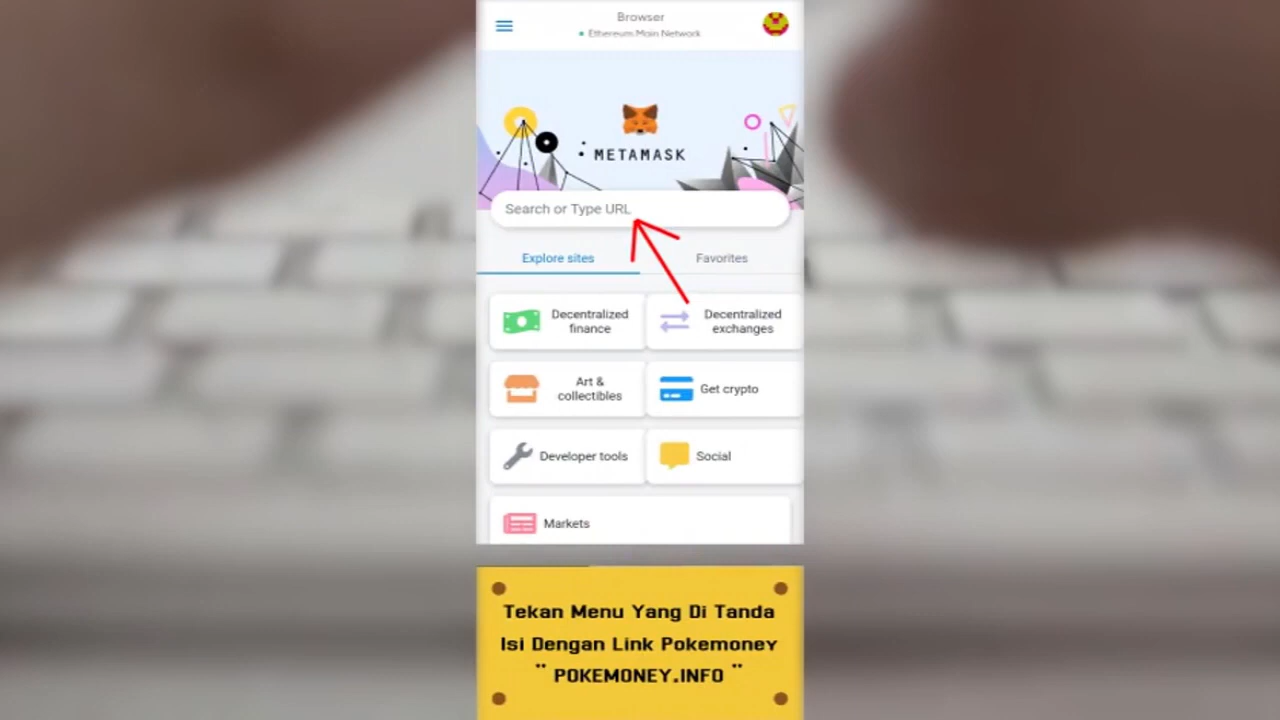 Browser
Ethereum Main Network
METAMASK
Search or Type URL
Explore sites
Favorites
Decentralized
finance
Decentralized
exchanges
Art &
collectibles
Get crypto
Developer tools
Social
Markets
Tekan Menu Yang Di Tanda
Isi Dengan Link Pokemoney
" POKEMONEY.INFO "